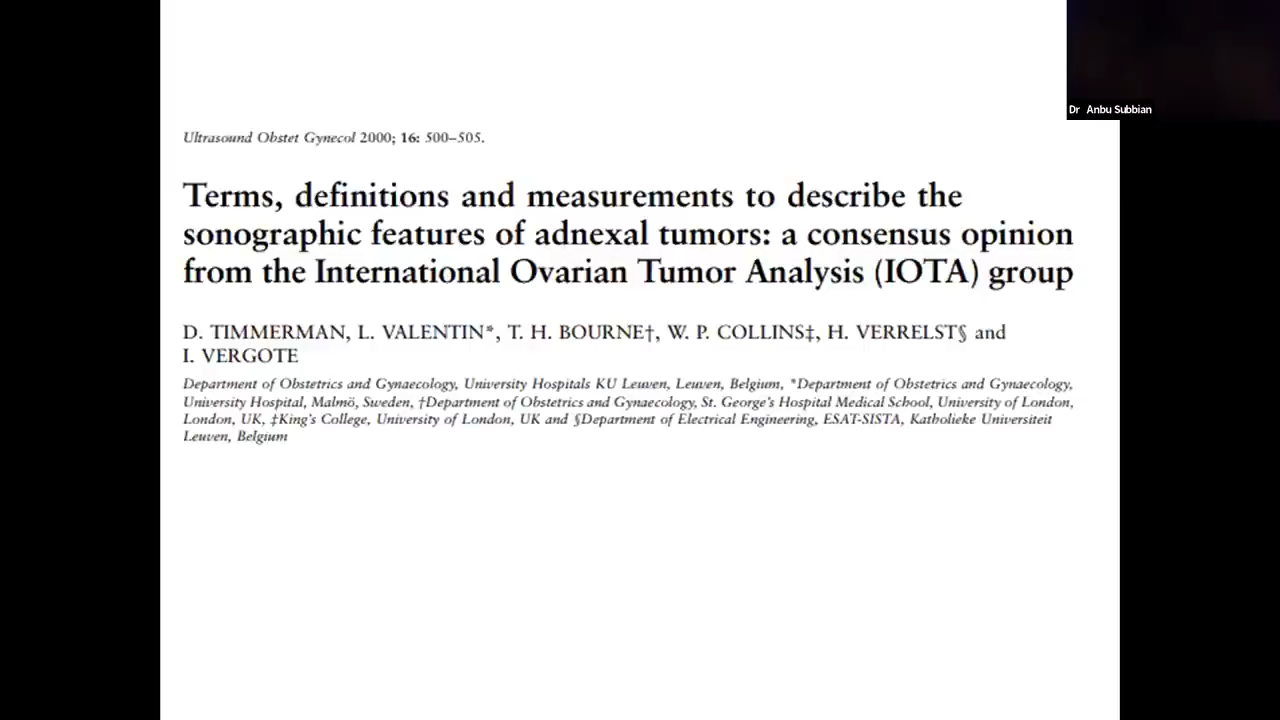 Dr Anbu Subbian
Ultrasound Obstet Gynecol 2000; 16: 500–505.
Terms, definitions and measurements to describe the
sonographic features of adnexal tumors: a consensus opinion
from the International Ovarian Tumor Analysis (IOTA) group
D. TIMMERMAN, L. VALENTIN*, T. H. BOURNE†, W. P. COLLINS‡, H. VERRELST§ and
I. VERGOTE
Department of Obstetrics and Gynaecology, University Hospitals KU Leuven, Leuven, Belgium, *Department of Obstetrics and Gynaecology,
University Hospital, Malmö, Sweden, †Department of Obstetrics and Gynaecology, St. George's Hospital Medical School, University of London,
London, UK, ‡King's College, University of London, UK and §Department of Electrical Engineering, ESAT-SISTA, Katholieke Universiteit
Leuven, Belgium